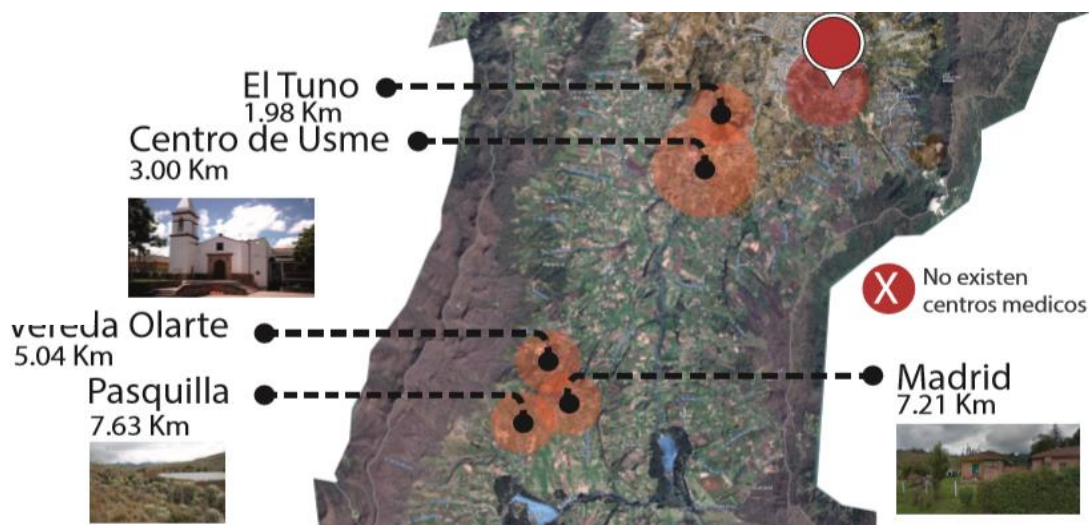 El Tuno
1.98 Km
Centro de Usme
3.00 Km
Vereda Olarte
5.04 Km
Pasquilla
7.63 Km
X
No existen
centros medicos
Madrid
7.21 Km